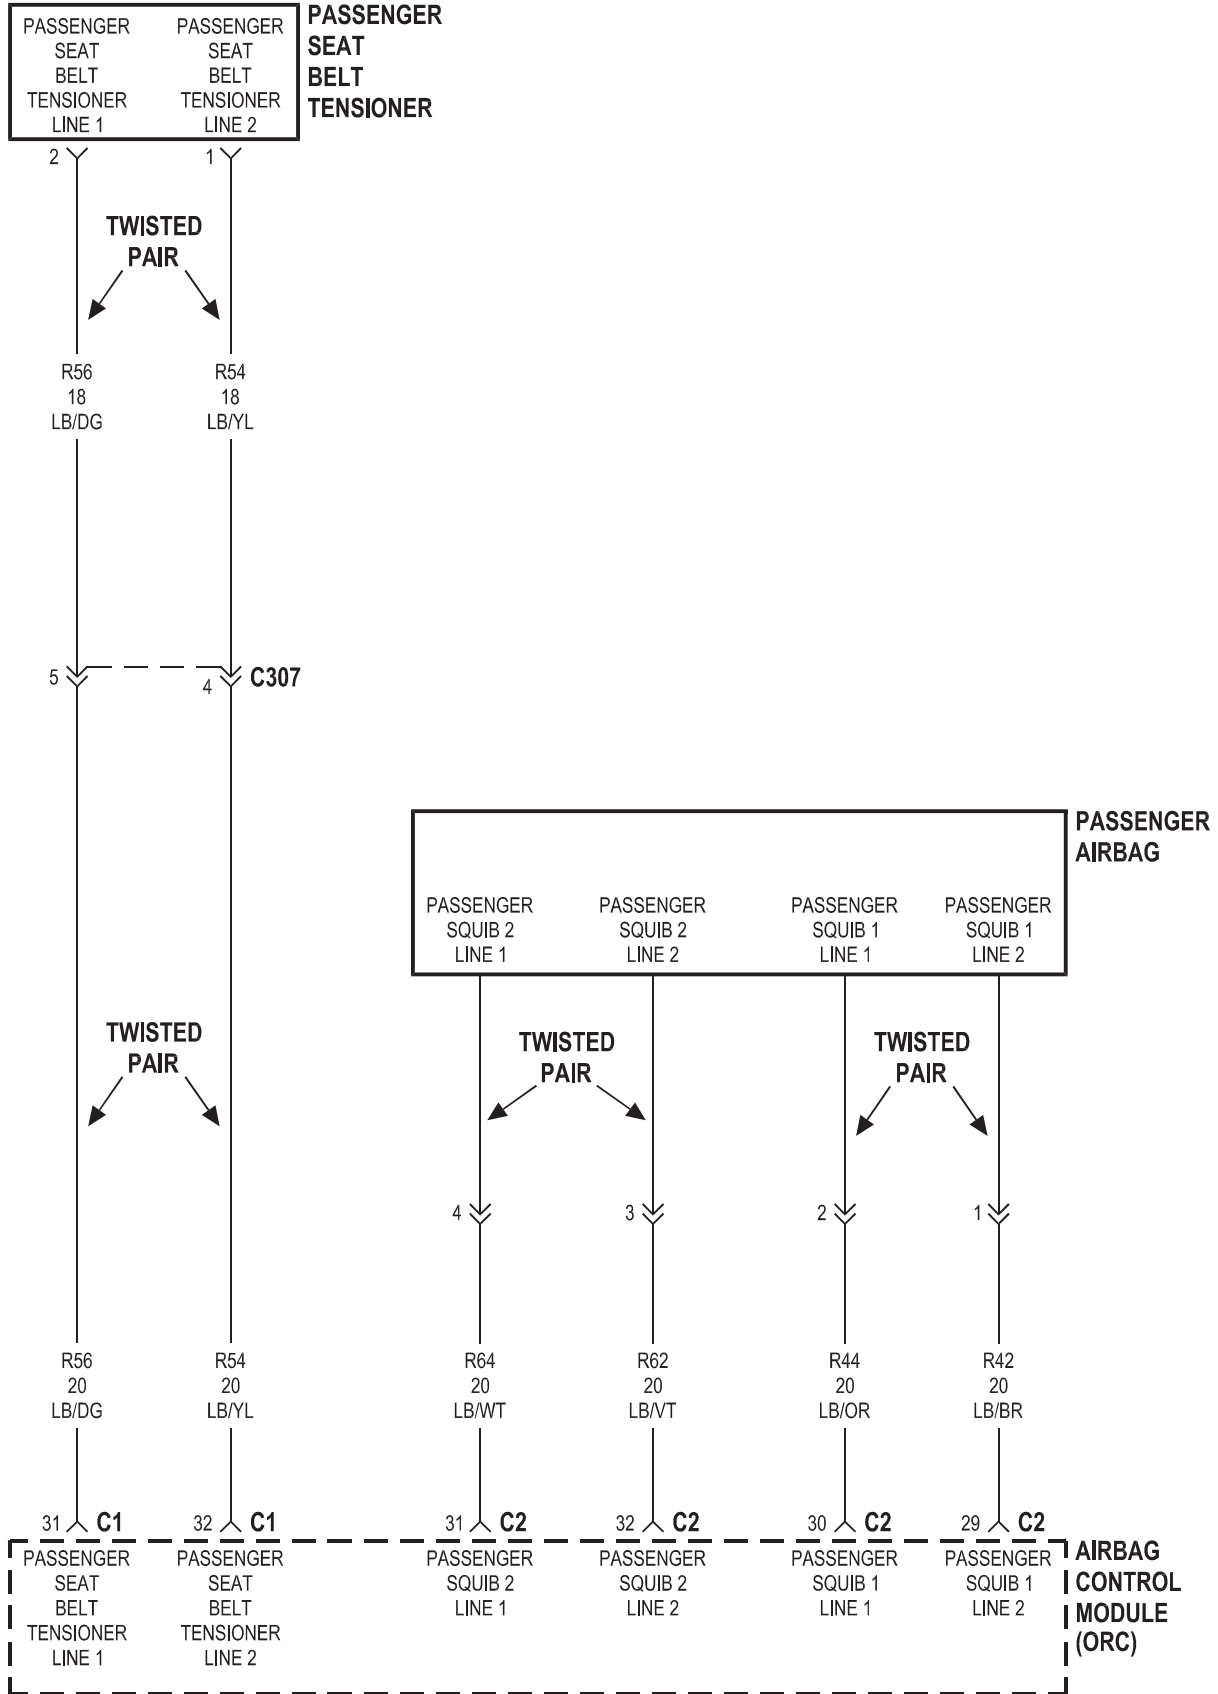 PASSENGER
SEAT
BELT
TENSIONER
LINE 1
PASSENGER
SEAT
BELT
TENSIONER
LINE 2
PASSENGER
SEAT
BELT
TENSIONER
2
1
TWISTED
PAIR
R56
18
LB/DG
R54
18
LB/YL
5
4
C307
PASSENGER
AIRBAG
PASSENGER
SQUIB 2
LINE 1
PASSENGER
SQUIB 2
LINE 2
PASSENGER
SQUIB 1
LINE 1
PASSENGER
SQUIB 1
LINE 2
TWISTED
PAIR
TWISTED
PAIR
TWISTED
PAIR
4
3
2
1
R56
20
LB/DG
R54
20
LB/YL
R64
20
LB/WT
R62
20
LB/VT
R44
20
LB/OR
R42
20
LB/BR
31 C1
32 C1
31 C2
32 C2
30 C2
29 C2
PASSENGER
SEAT
BELT
TENSIONER
LINE 1
PASSENGER
SEAT
BELT
TENSIONER
LINE 2
PASSENGER
SQUIB 2
LINE 1
PASSENGER
SQUIB 2
LINE 2
PASSENGER
SQUIB 1
LINE 1
PASSENGER
SQUIB 1
LINE 2
AIRBAG
CONTROL
MODULE
(ORC)